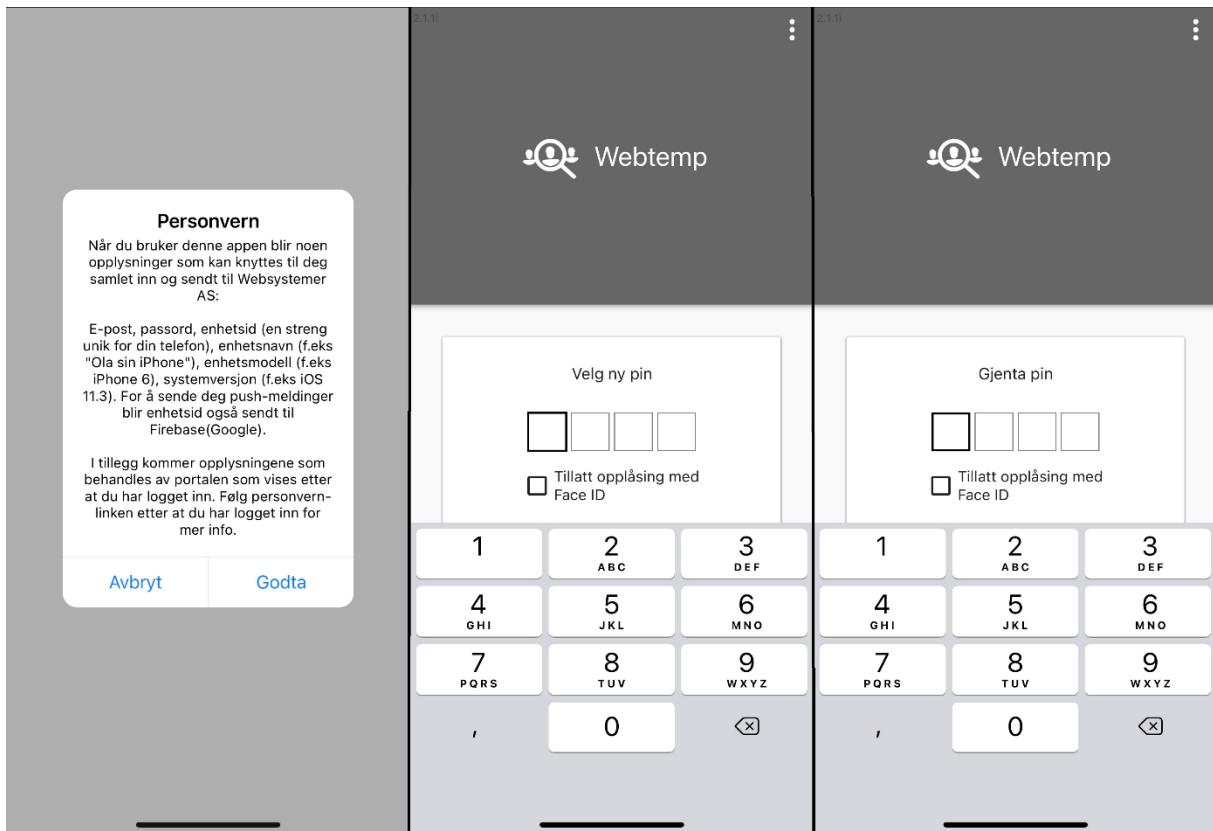 Personvern
Når du bruker denne appen blir noen
opplysninger som kan knyttes til deg
samlet inn og sendt til Websystemer
AS:
E-post, passord, enhetsid (en streng
unik for din telefon), enhetsnavn (f.eks
"Ola sin iPhone"), enhetsmodell (f.eks
iPhone 6), systemversjon (f.eks iOS
11.3). For å sende deg push-meldinger
blir enhetsid også sendt til
Firebase(Google).
I tillegg kommer opplysningene som
behandles av portalen som vises etter
at du har logget inn. Følg personvern-
linken etter at du har logget inn for
mer info.
Avbryt Godta
2.1.1i
Webtemp
Velg ny pin
Tillatt opplåsing med
Face ID
1 2 3
ABC DEF
4 5 6
GHI JKL MNO
7 8 9
PQRS TUV WXYZ
, 0
2.1.1i
Webtemp
Gjenta pin
Tillatt opplåsing med
Face ID
1 2 3
ABC DEF
4 5 6
GHI JKL MNO
7 8 9
PQRS TUV WXYZ
, 0